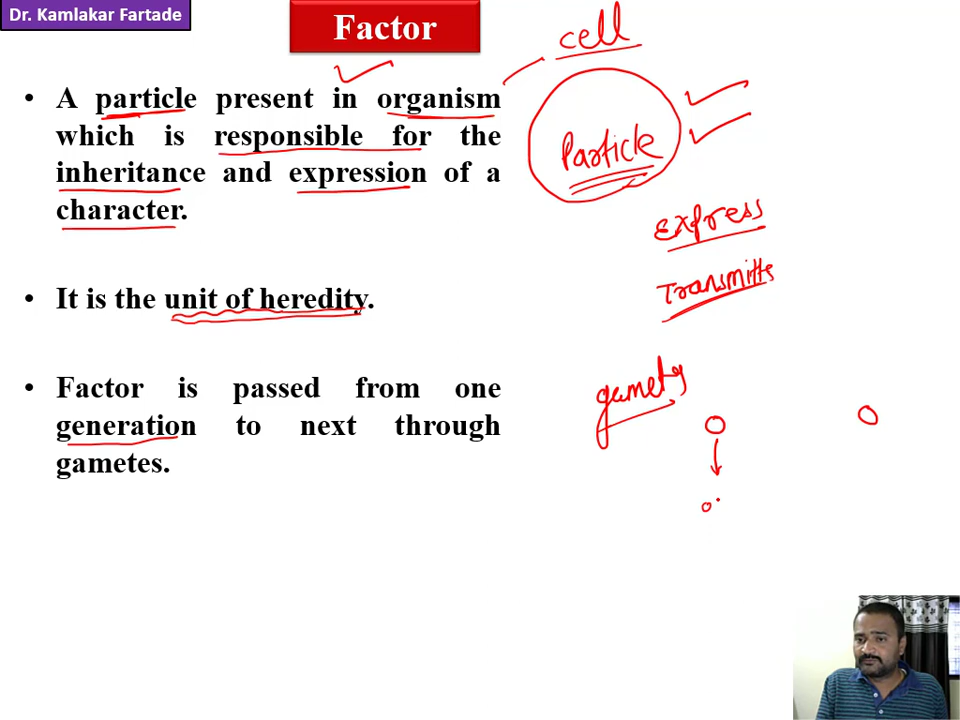 Dr. Kamlakar Fartade
Factor
cell
• A particle present in organism
which is responsible for the
inheritance and expression of a
character.
Particle
Express
Transmitts
• It is the unit of heredity.
• Factor is passed from one
generation to next through
gametes.
gametes